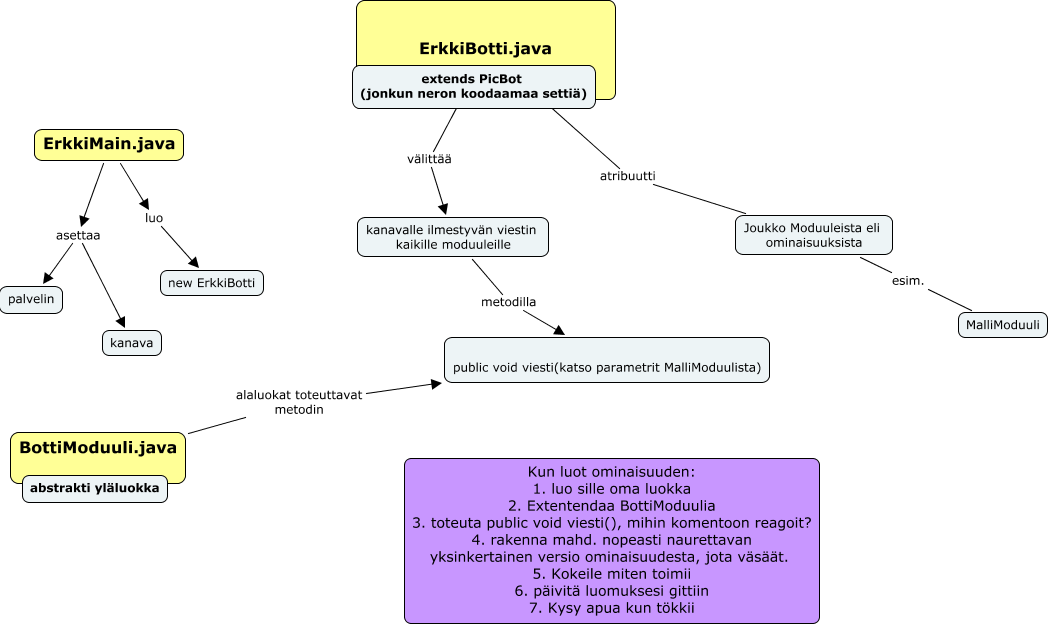 ErkkiBotti.java
extends PicBot
(jonkun neron koodaamaa settiä)
ErkkiMain.java
välittää
atribuutti
luo
asettaa
kanavalle ilmestyvän viestin
kaikille moduuleille
Joukko Moduuleista eli
ominaisuuksista
new ErkkiBotti
palvelin
esim.
metodilla
kanava
MalliModuuli
public void viesti(katso parametrit MalliModuulista)
alaluokat toteuttavat
metodin
BottiModuuli.java
abstrakti yläluokka
Kun luot ominaisuuden:
1. luo sille oma luokka
2. Extentendaa BottiModuulia
3. toteuta public void viesti(), mihin komentoon reagoit?
4. rakenna mahd. nopeasti naurettavan
yksinkertainen versio ominaisuudesta, jota väsäät.
5. Kokeile miten toimii
6. päivitä luomuksesi gittiin
7. Kysy apua kun tökkii